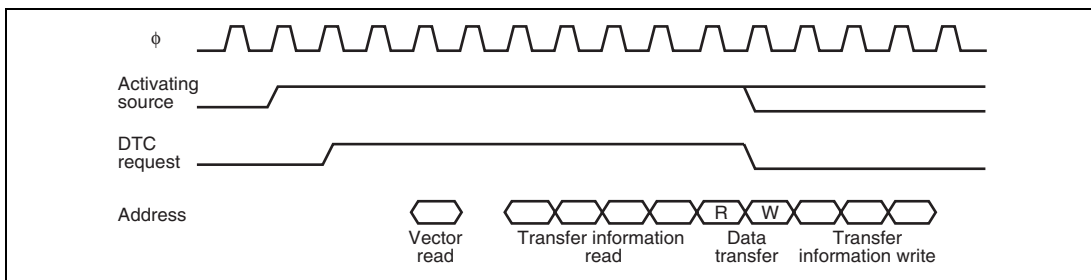 ϕ
Activating
source
DTC
request
Address
R W
Vector
read
Transfer information
read
Data
transfer
Transfer
information write